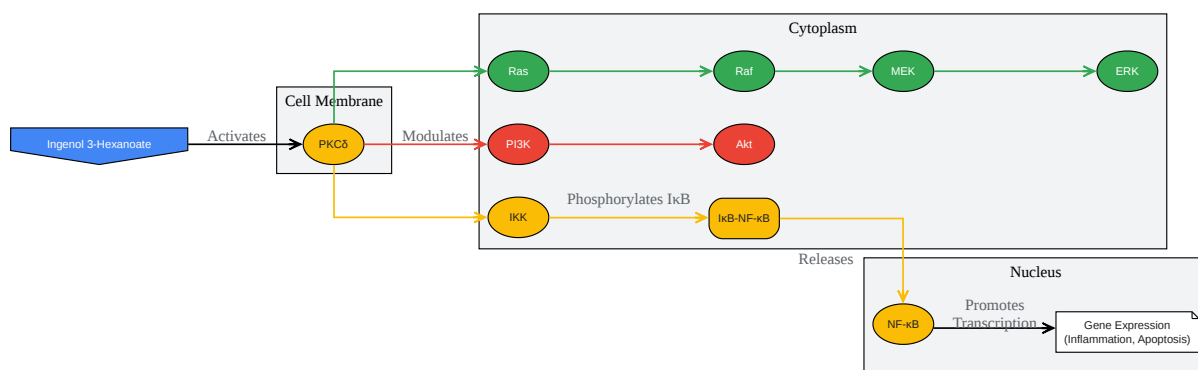 Cytoplasm
Ras
Raf
MEK
ERK
Cell Membrane
Ingenol 3-Hexanoate
Activates
PKCδ
Modulates
PI3K
Akt
Phosphorylates IκB
IKK
IκB-NF-κB
Releases
Nucleus
NF-κB
Promotes
Transcription
Gene Expression
(Inflammation, Apoptosis)